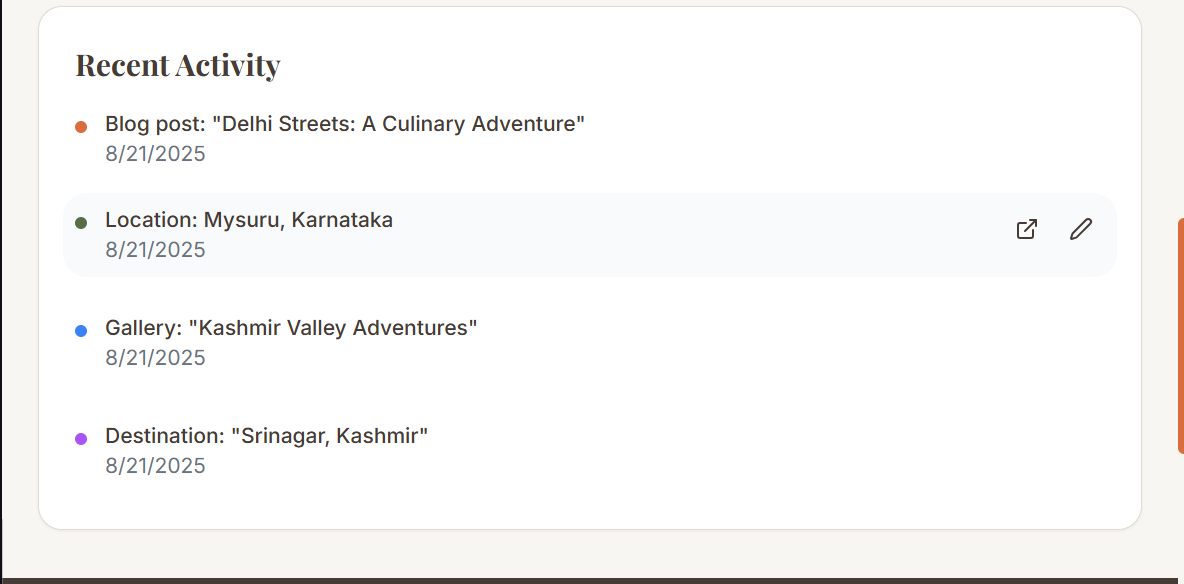 Recent Activity
Blog post: "Delhi Streets: A Culinary Adventure"
8/21/2025
Location: Mysuru, Karnataka
8/21/2025
Gallery: "Kashmir Valley Adventures"
8/21/2025
Destination: "Srinagar, Kashmir"
8/21/2025